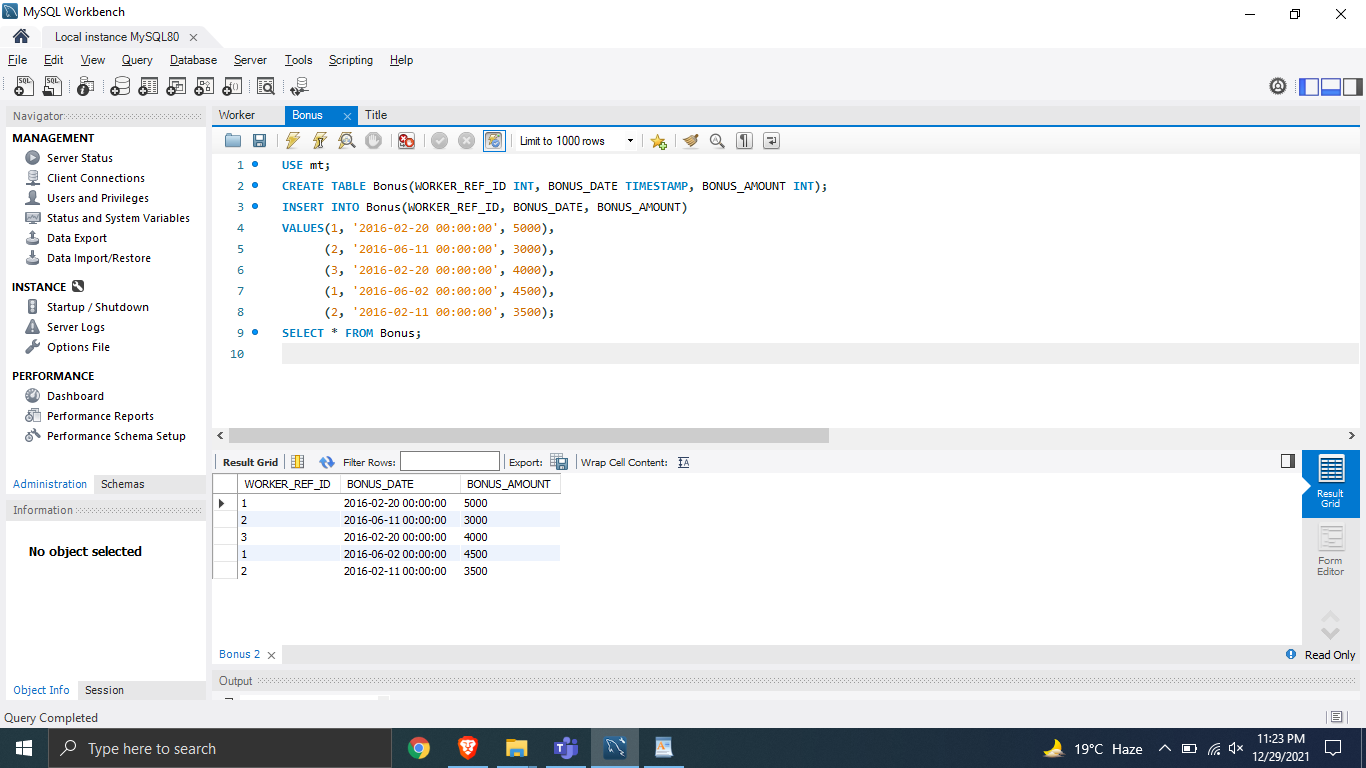 MySQL Workbench
Local instance MySQL80
File Edit View Query Database Server Tools Scripting Help
Navigator
MANAGEMENT
Server Status
Client Connections
Users and Privileges
Status and System Variables
Data Export
Data Import/Restore
INSTANCE
Startup / Shutdown
Server Logs
Options File
PERFORMANCE
Dashboard
Performance Reports
Performance Schema Setup
Administration Schemas
Information
No object selected
Object Info Session
Query Completed
Worker Bonus Title
Limit to 1000 rows
1 USE mt;
2 CREATE TABLE Bonus(WORKER_REF_ID INT, BONUS_DATE TIMESTAMP, BONUS_AMOUNT INT);
3 INSERT INTO Bonus(WORKER_REF_ID, BONUS_DATE, BONUS_AMOUNT)
4 VALUES(1, '2016-02-20 00:00:00', 5000),
5 (2, '2016-06-11 00:00:00', 3000),
6 (3, '2016-02-20 00:00:00', 4000),
7 (1, '2016-06-02 00:00:00', 4500),
8 (2, '2016-02-11 00:00:00', 3500);
9 SELECT * FROM Bonus;
10
Result Grid Filter Rows: Export: Wrap Cell Content:
WORKER_REF_ID BONUS_DATE BONUS_AMOUNT
1 2016-02-20 00:00:00 5000
2 2016-06-11 00:00:00 3000
3 2016-02-20 00:00:00 4000
1 2016-06-02 00:00:00 4500
2 2016-02-11 00:00:00 3500
Result
Grid
Form
Editor
Bonus 2
Read Only
Output
Type here to search
19°C Haze
11:23 PM
12/29/2021